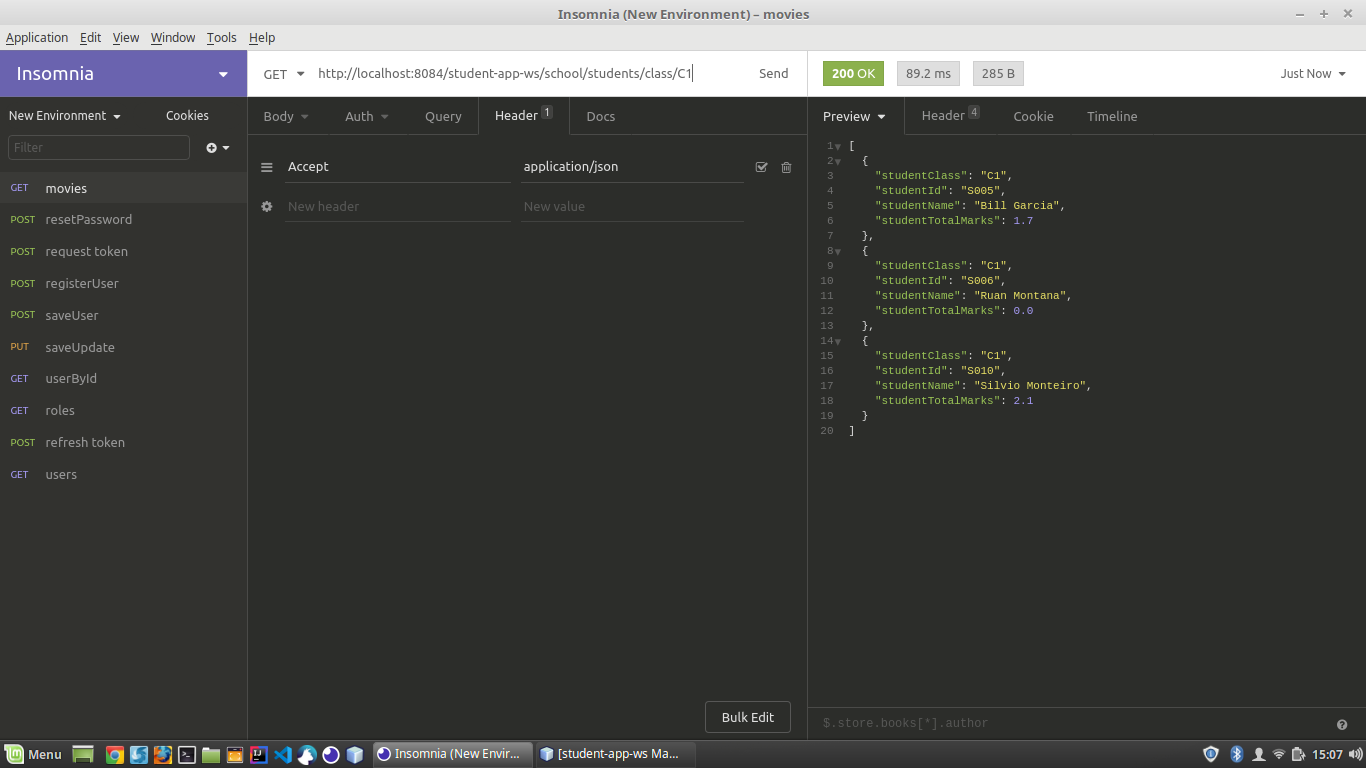 Insomnia (New Environment) – movies
Application Edit View Window Tools Help
Insomnia
GET http://localhost:8084/student-app-ws/school/students/class/C1 Send
200 OK 89.2 ms 285 B Just Now
New Environment Cookies
Filter
GET movies
POST resetPassword
POST request token
POST registerUser
POST saveUser
PUT saveUpdate
GET userById
GET roles
POST refresh token
GET users
Body Auth Query Header 1 Docs
Accept application/json
New header New value
Bulk Edit
Preview Header 4 Cookie Timeline
1 [
2 {
3 "studentClass": "C1",
4 "studentId": "S005",
5 "studentName": "Bill Garcia",
6 "studentTotalMarks": 1.7
7 },
8 {
9 "studentClass": "C1",
10 "studentId": "S006",
11 "studentName": "Ruan Montana",
12 "studentTotalMarks": 0.0
13 },
14 {
15 "studentClass": "C1",
16 "studentId": "S010",
17 "studentName": "Silvio Monteiro",
18 "studentTotalMarks": 2.1
19 }
20 ]
$.store.books[*].author
Menu Insomnia (New Envir... [student-app-ws Ma... 15:07